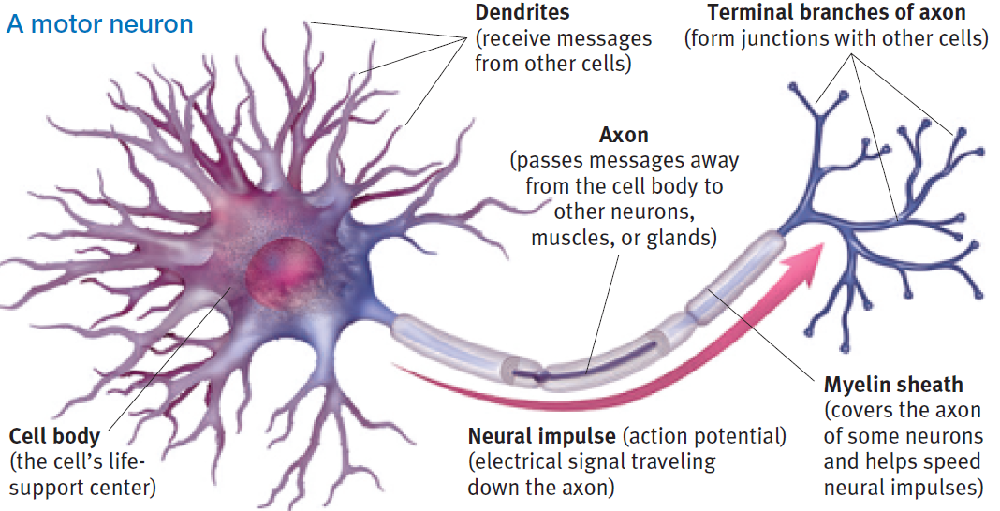 A motor neuron
Dendrites
(receive messages
from other cells)
Terminal branches of axon
(form junctions with other cells)
Axon
(passes messages away
from the cell body to
other neurons,
muscles, or glands)
Cell body
(the cell’s life-
support center)
Neural impulse (action potential)
(electrical signal traveling
down the axon)
Myelin sheath
(covers the axon
of some neurons
and helps speed
neural impulses)